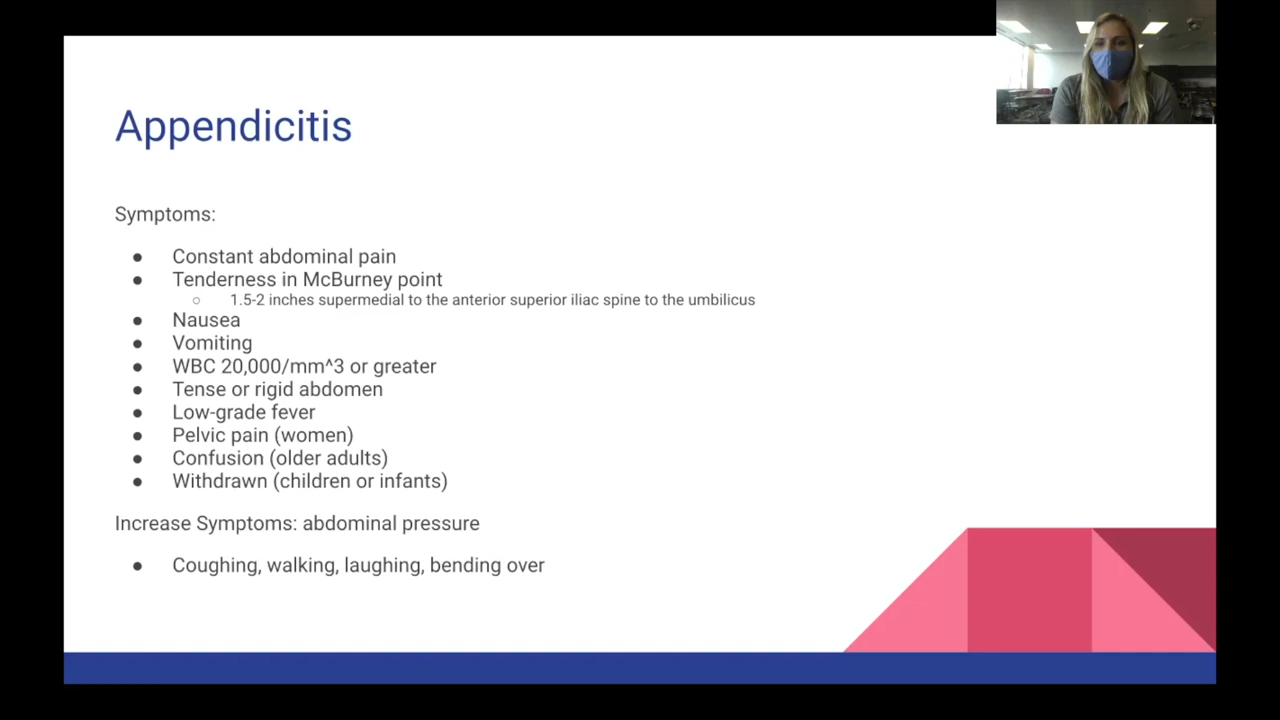 Appendicitis
Symptoms:
● Constant abdominal pain
● Tenderness in McBurney point
○ 1.5-2 inches supermedial to the anterior superior iliac spine to the umbilicus
● Nausea
● Vomiting
● WBC 20,000/mm^3 or greater
● Tense or rigid abdomen
● Low-grade fever
● Pelvic pain (women)
● Confusion (older adults)
● Withdrawn (children or infants)
Increase Symptoms: abdominal pressure
● Coughing, walking, laughing, bending over